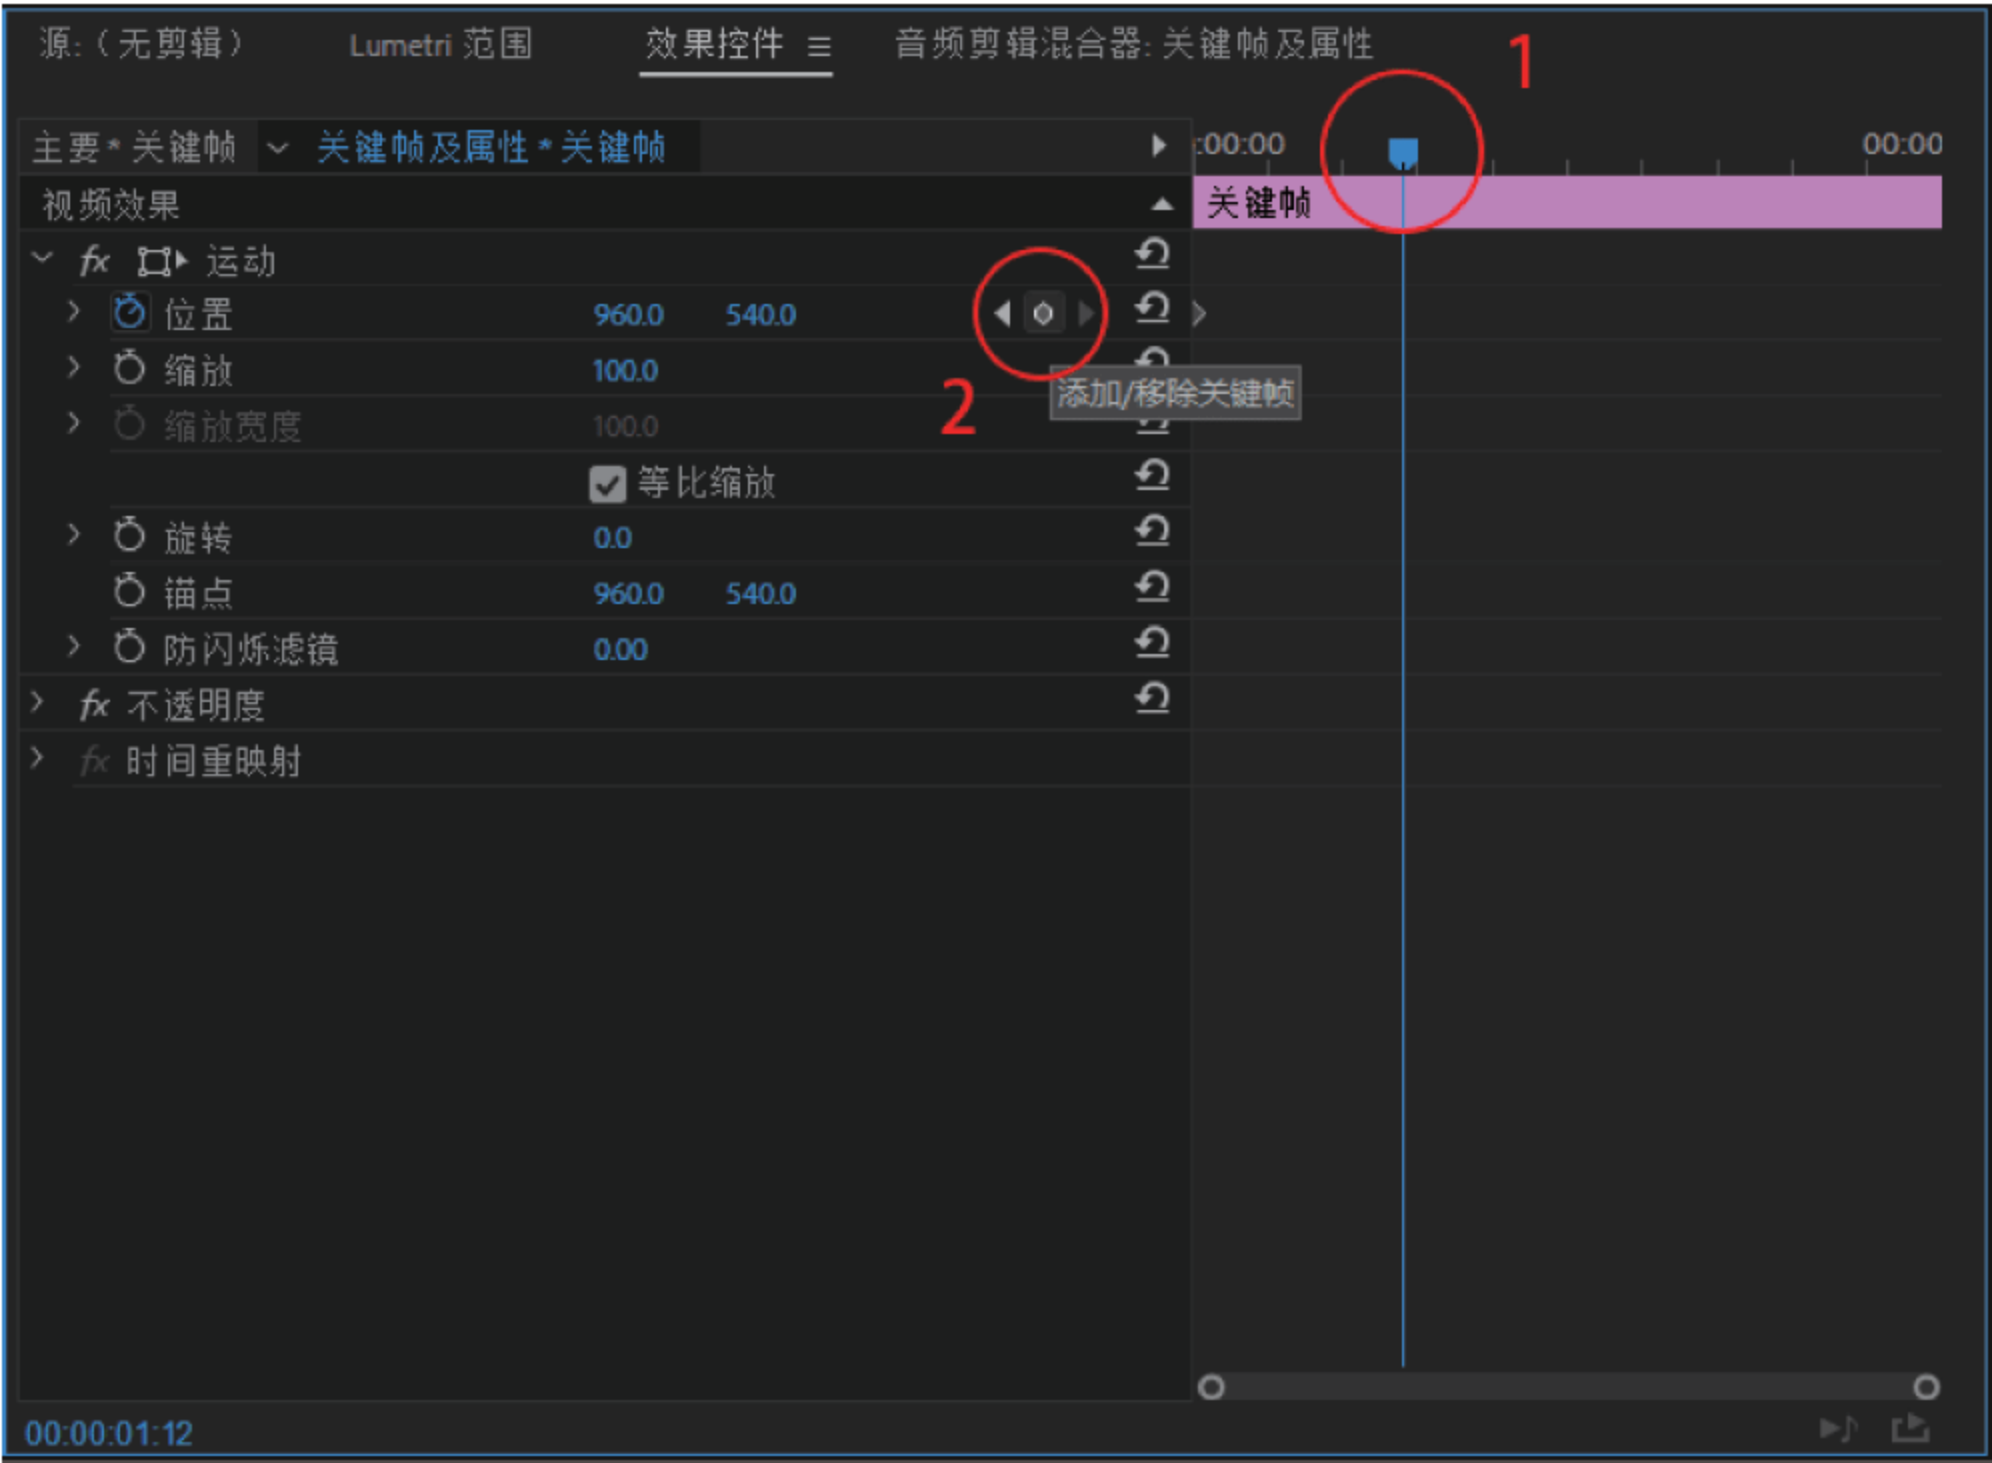 源:（无剪辑） Lumetri 范围 效果控件 音频剪辑混合器: 关键帧及属性
1
主要*关键帧 关键帧及属性*关键帧 :00:00 00:00
视频效果 关键帧
fx 运动
位置 960.0 540.0
缩放 100.0
2 添加/移除关键帧
缩放宽度 100.0
等比缩放
旋转 0.0
锚点 960.0 540.0
防闪烁滤镜 0.00
fx 不透明度
fx 时间重映射
00:00:01:12